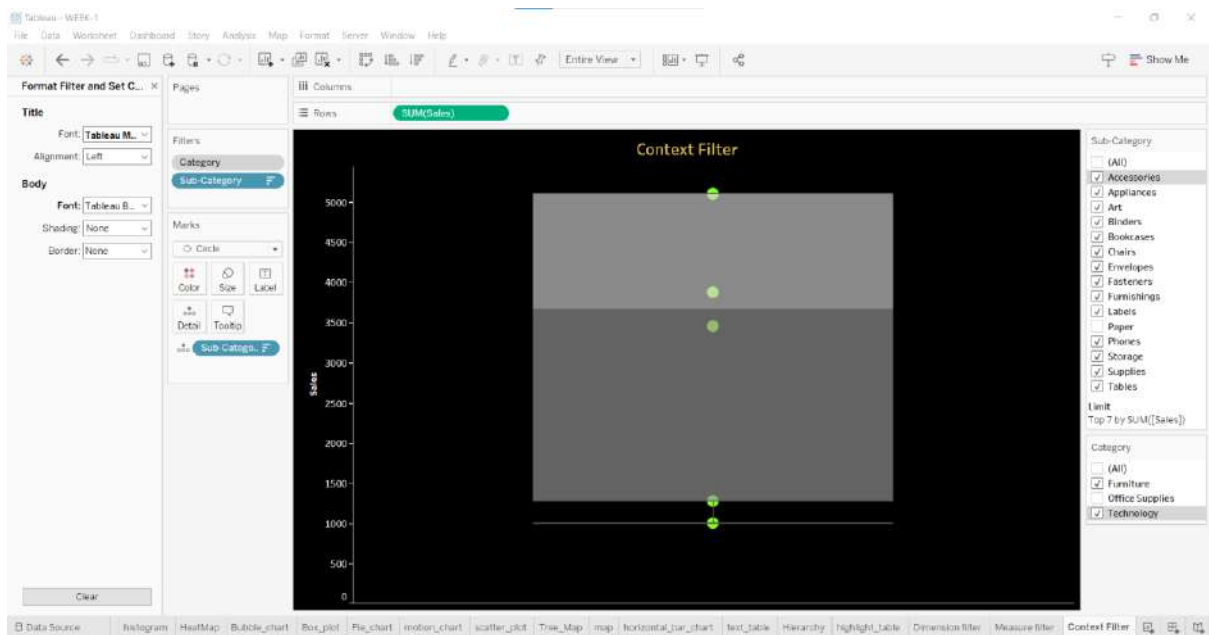 Tableau - WEEK-1
File Data Worksheet Dashboard Story Analysis Map Format Server Window Help
Entire View
Show Me
Format Filter and Set C...
Title
Font: Tableau M...
Alignment: Left
Body
Font: Tableau B...
Shading: None
Border: None
Clear
Pages
Filters
Category
Sub-Category
Marks
Circle
Color Size Label
Detail Tooltip
Sub-Catego..
Columns
Rows SUM(Sales)
Context Filter
Sales
5000
4500
4000
3500
3000
2500
2000
1500
1000
500
0
Sub-Category
(All)
Accessories
Appliances
Art
Binders
Bookcases
Chairs
Envelopes
Fasteners
Furnishings
Labels
Paper
Phones
Storage
Supplies
Tables
Limit
Top 7 by SUM([Sales])
Category
(All)
Furniture
Office Supplies
Technology
Data Source histogram HeatMap Bubble_chart Box_plot Pie_chart motion_chart scatter_plot Tree_Map map horizontal_bar_chart text_table Hierarchy highlight_table Dimension filter Measure filter Context Filter